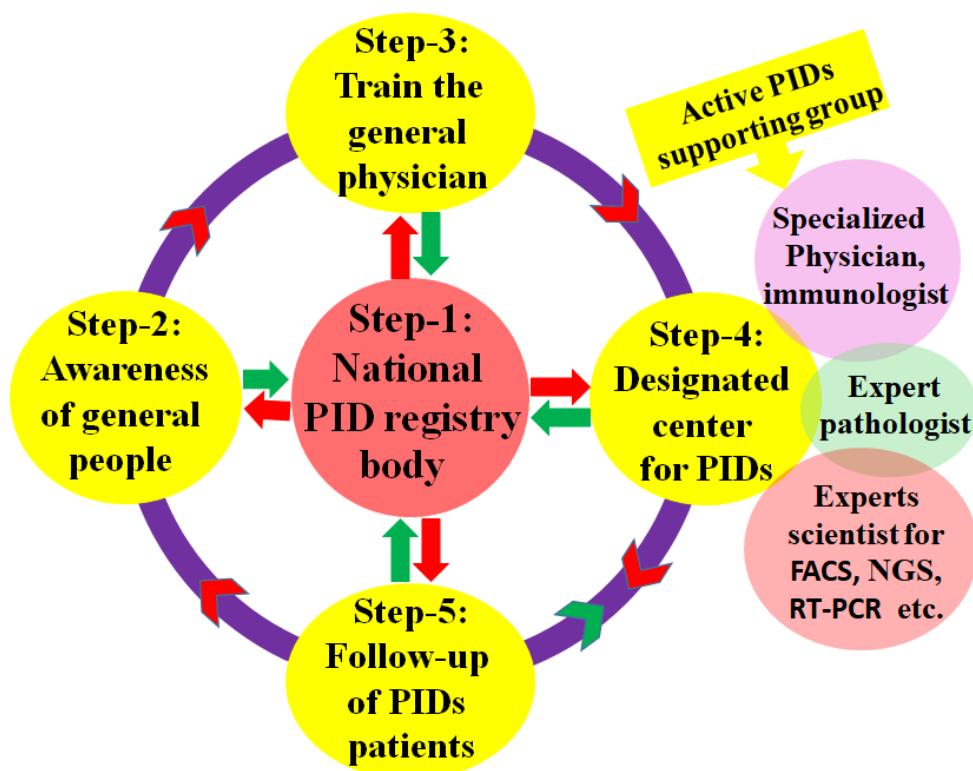 Step-3:
Train the
general
physician
Active PIDs
supporting group
Specialized
Physician,
immunologist
Step-2:
Awareness
of general
people
Step-1:
National
PID registry
body
Step-4:
Designated
center
for PIDs
Expert
pathologist
Experts
scientist for
FACS, NGS,
RT-PCR etc.
Step-5:
Follow-up
of PIDs
patients